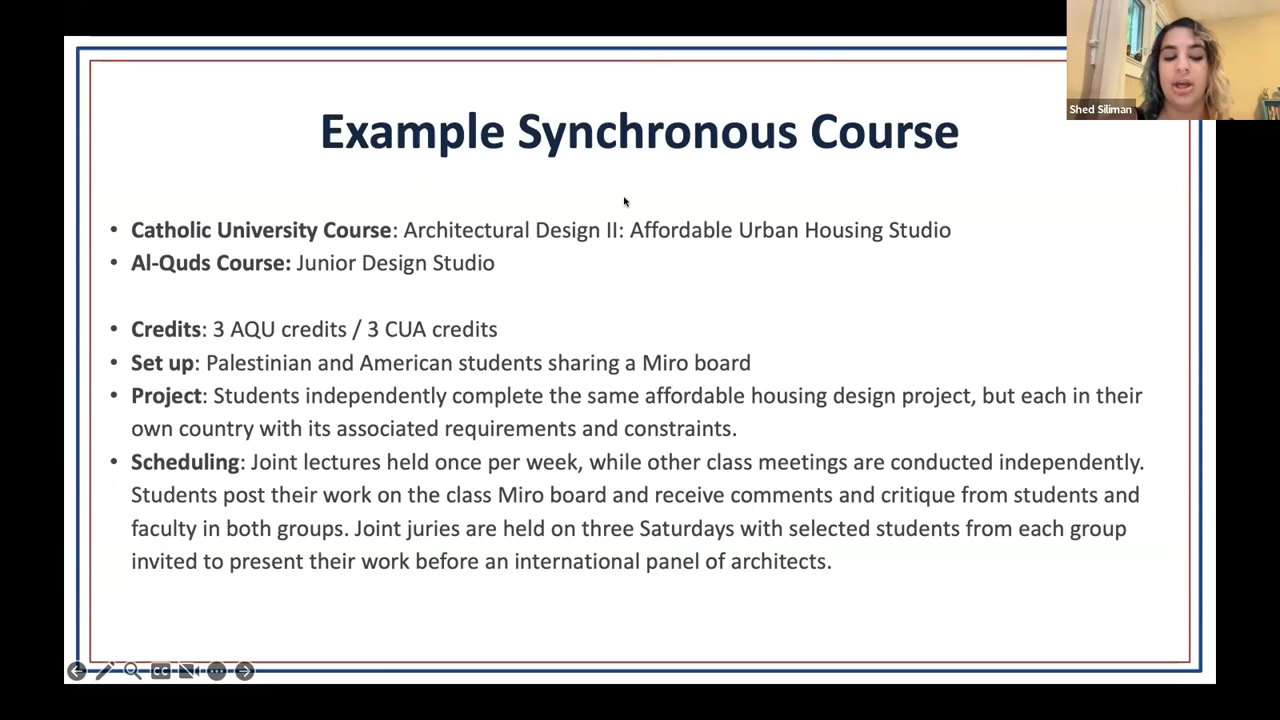 Shed Siliman
Example Synchronous Course
• Catholic University Course: Architectural Design II: Affordable Urban Housing Studio
• Al-Quds Course: Junior Design Studio
• Credits: 3 AQU credits / 3 CUA credits
• Set up: Palestinian and American students sharing a Miro board
• Project: Students independently complete the same affordable housing design project, but each in their
own country with its associated requirements and constraints.
• Scheduling: Joint lectures held once per week, while other class meetings are conducted independently.
Students post their work on the class Miro board and receive comments and critique from students and
faculty in both groups. Joint juries are held on three Saturdays with selected students from each group
invited to present their work before an international panel of architects.
CC